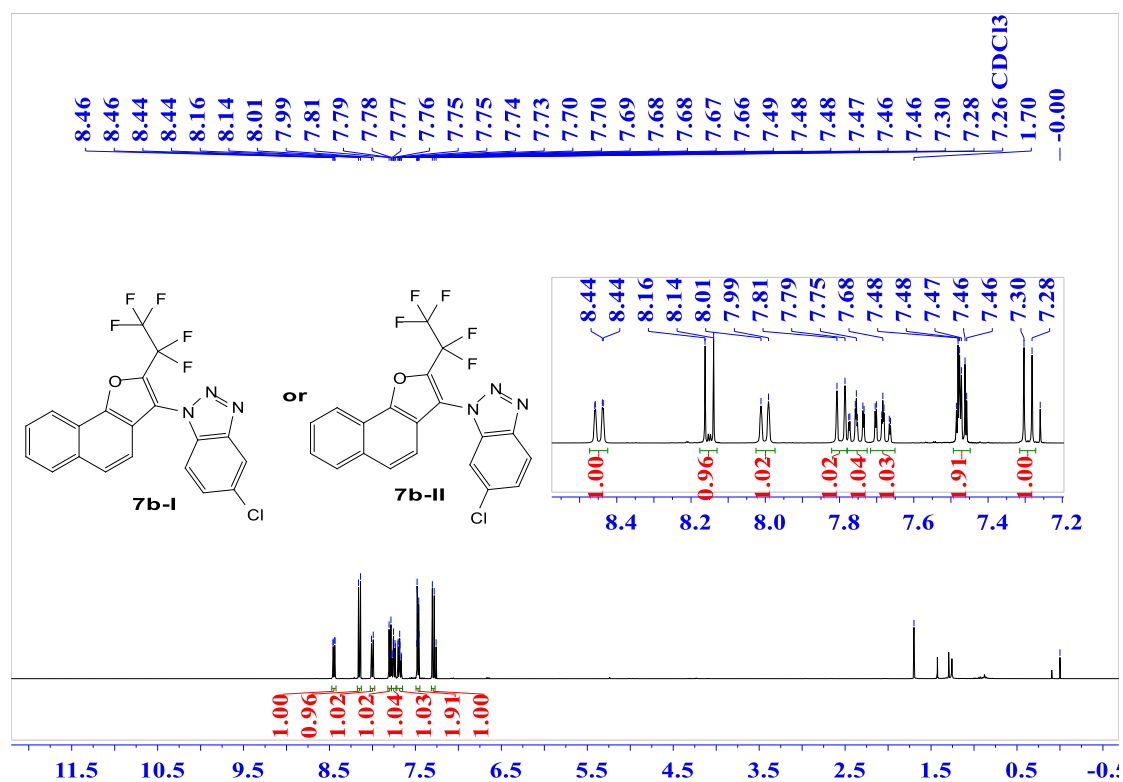 8.46 8.46 8.44 8.44 8.16 8.14 8.01 7.99 7.81 7.79 7.78 7.77 7.76 7.75 7.75 7.74 7.73 7.70 7.70 7.69 7.68 7.68 7.67 7.66 7.49 7.48 7.48 7.47 7.46 7.46 7.30 7.28 7.26 CDCl3 1.70 -0.00
8.44 8.44 8.16 8.14 8.01 7.99 7.81 7.79 7.75 7.68 7.48 7.48 7.47 7.46 7.46 7.30 7.28
F F
F F
F
O
N N
N
Cl
7b-I
or
F F
F F
F
O
N N
N
Cl
7b-II
1.00 0.96 1.02 1.02 1.04 1.03 1.91 1.00
8.4 8.2 8.0 7.8 7.6 7.4 7.2
1.00 0.96 1.02 1.02 1.04 1.03 1.91 1.00
11.5 10.5 9.5 8.5 7.5 6.5 5.5 4.5 3.5 2.5 1.5 0.5 -0.5